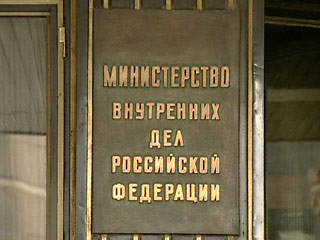 МИНИСТЕРСТВО
ВНУТРЕННИХ
ДЕЛ
РОССИЙСКОЙ
ФЕДЕРАЦИИ